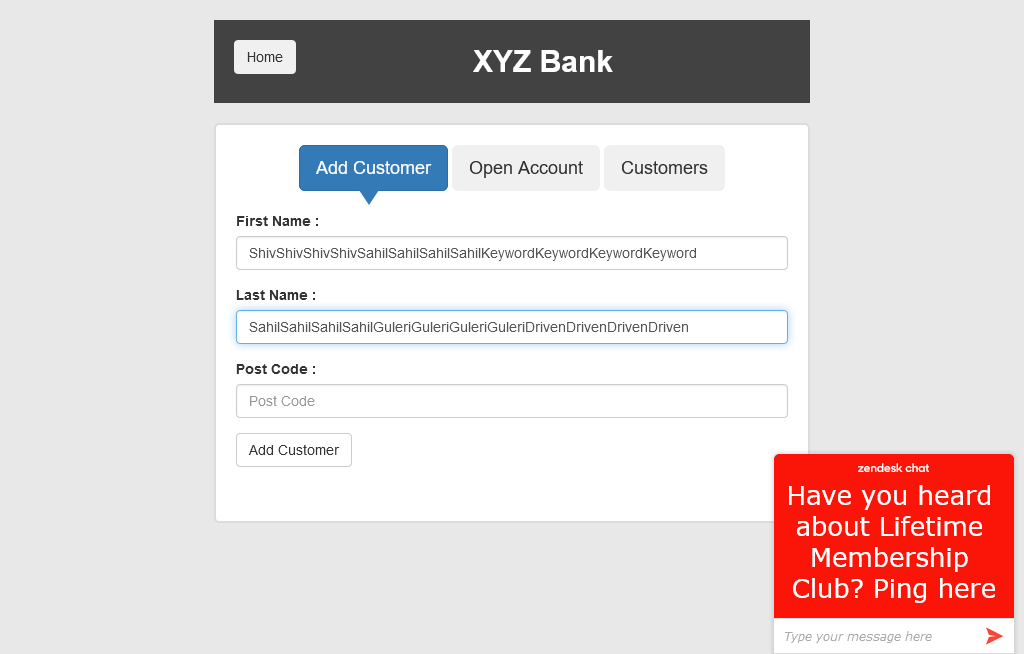 Home
XYZ Bank
Add Customer
Open Account
Customers
First Name :
ShivShivShivShivSahilSahilSahilSahilKeywordKeywordKeywordKeyword
Last Name :
SahilSahilSahilSahilGuleriGuleriGuleriGuleriDrivenDrivenDrivenDriven
Post Code :
Post Code
Add Customer
zendesk chat
Have you heard
about Lifetime
Membership
Club? Ping here
Type your message here